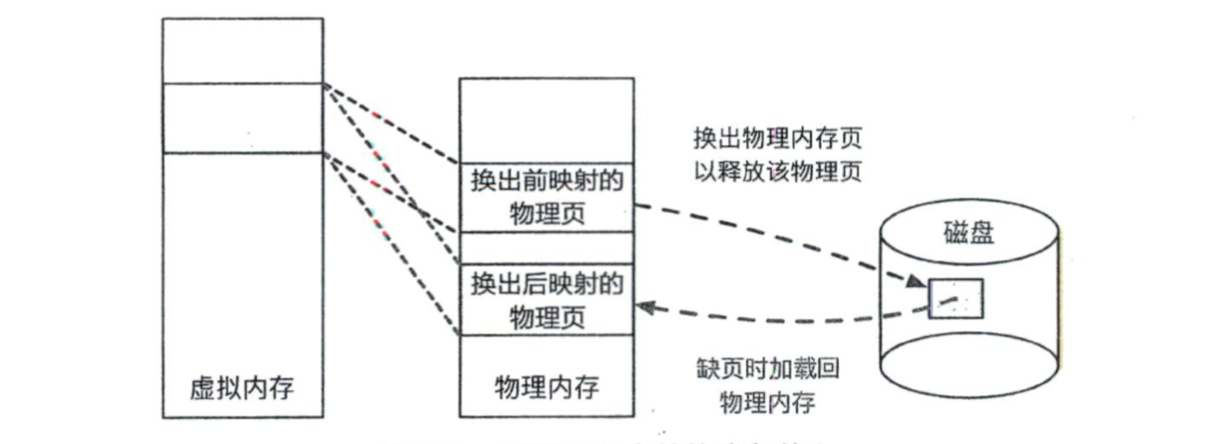 换出物理内存页
以释放该物理页
换出前映射的
物理页
磁盘
换出后映射的
物理页
虚拟内存
物理内存
缺页时加载回
物理内存